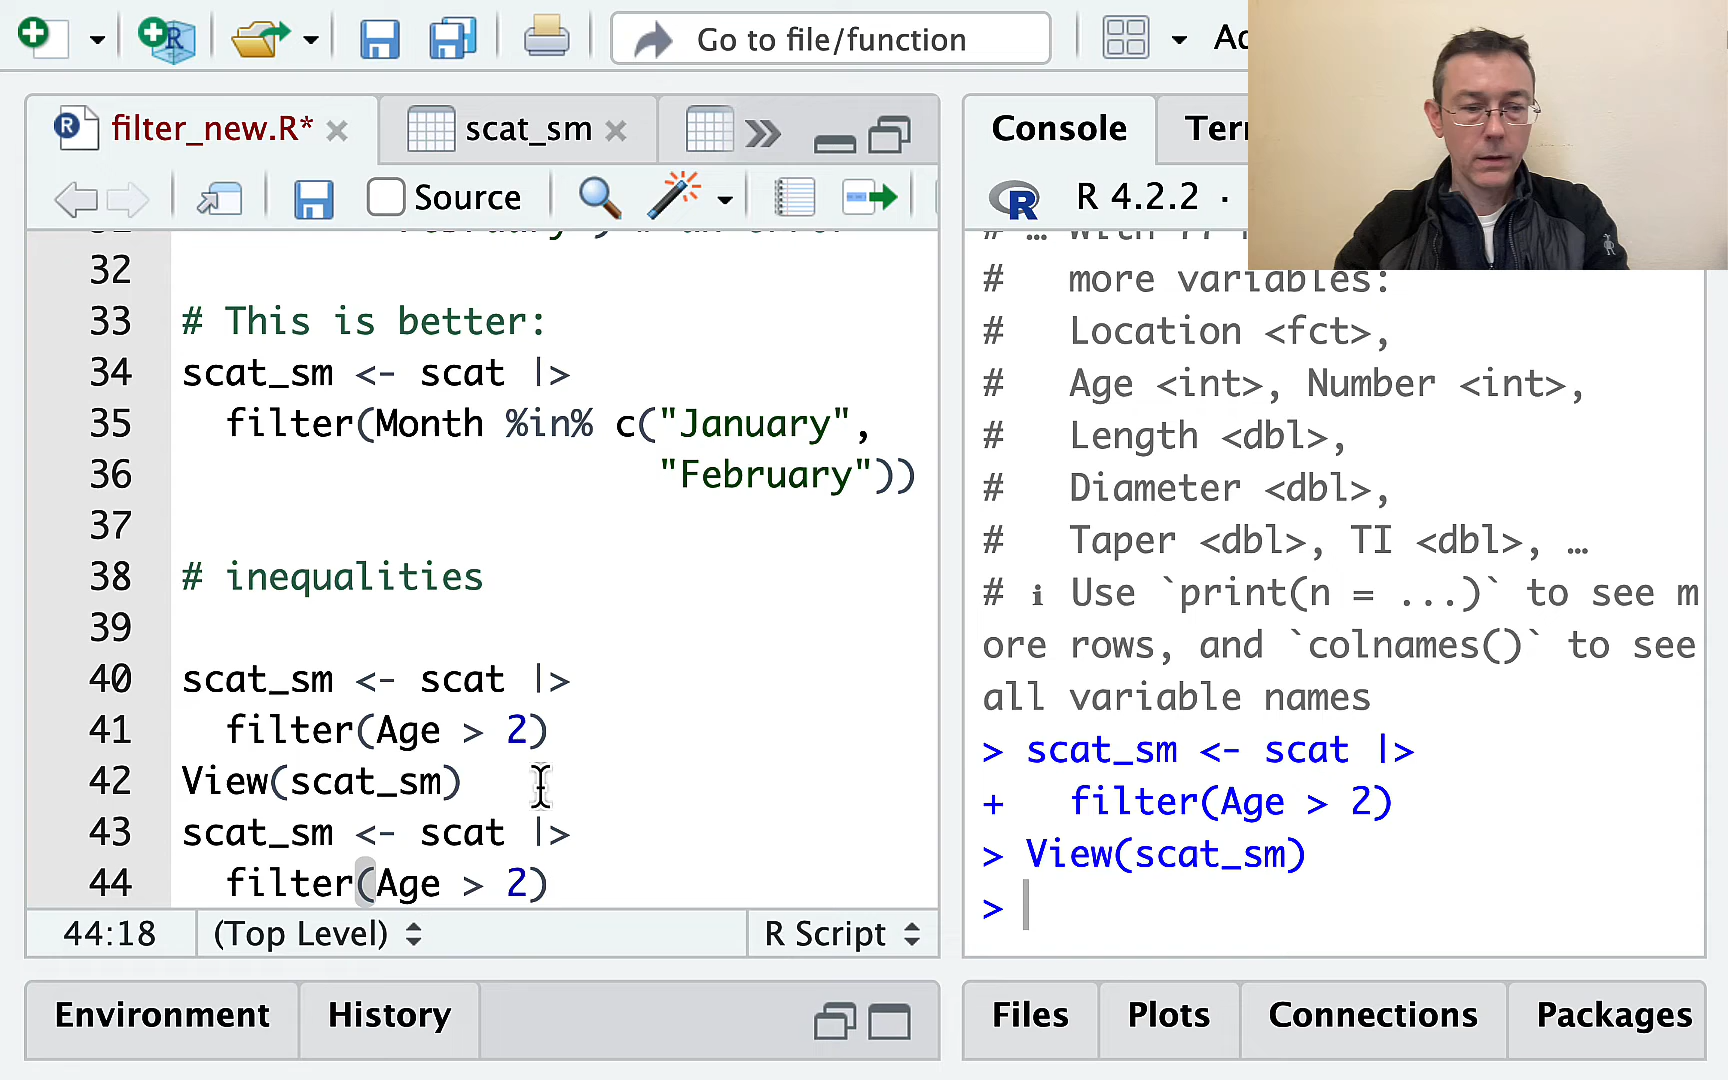 Go to file/function
filter_new.R*
scat_sm
Source
32
33 # This is better:
34 scat_sm <- scat |>
35 filter(Month %in% c("January",
36 "February"))
37
38 # inequalities
39
40 scat_sm <- scat |>
41 filter(Age > 2)
42 View(scat_sm)
43 scat_sm <- scat |>
44 filter(Age > 2)
44:18 (Top Level) R Script
Environment History
Console
R 4.2.2 ·
# more variables:
# Location <fct>,
# Age <int>, Number <int>,
# Length <dbl>,
# Diameter <dbl>,
# Taper <dbl>, TI <dbl>, …
# ℹ Use `print(n = ...)` to see m
ore rows, and `colnames()` to see
all variable names
> scat_sm <- scat |>
+ filter(Age > 2)
> View(scat_sm)
>
Files Plots Connections Packages